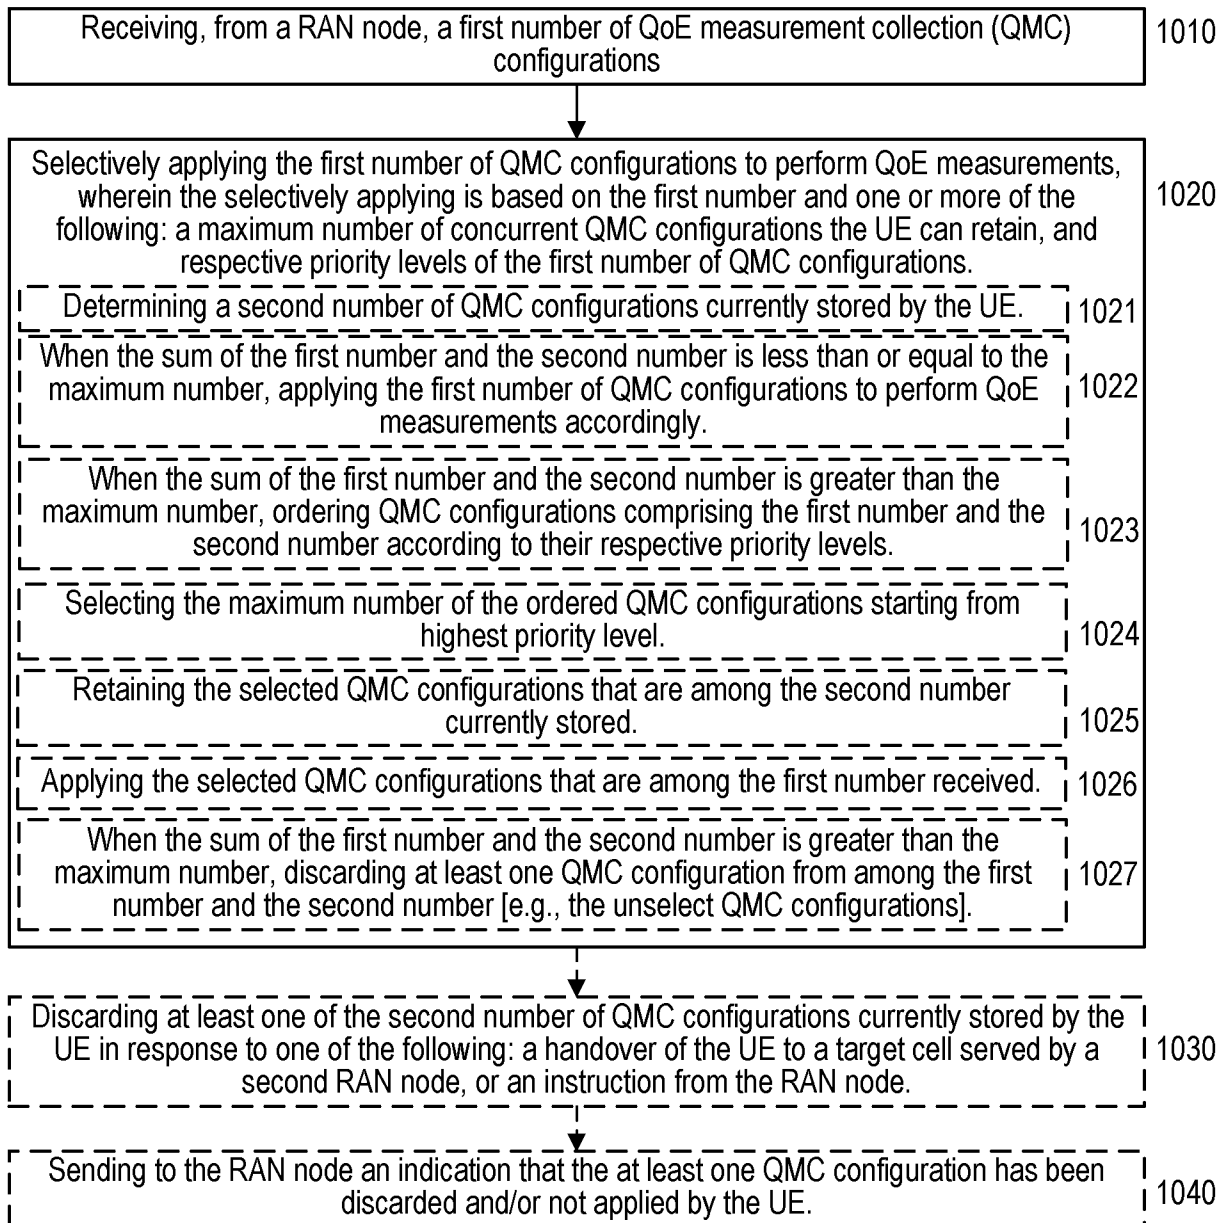 Receiving, from a RAN node, a first number of QoE measurement collection (QMC)
configurations
1010
Selectively applying the first number of QMC configurations to perform QoE measurements,
wherein the selectively applying is based on the first number and one or more of the
following: a maximum number of concurrent QMC configurations the UE can retain, and
respective priority levels of the first number of QMC configurations.
1020
Determining a second number of QMC configurations currently stored by the UE.
1021
When the sum of the first number and the second number is less than or equal to the
maximum number, applying the first number of QMC configurations to perform QoE
measurements accordingly.
1022
When the sum of the first number and the second number is greater than the
maximum number, ordering QMC configurations comprising the first number and the
second number according to their respective priority levels.
1023
Selecting the maximum number of the ordered QMC configurations starting from
highest priority level.
1024
Retaining the selected QMC configurations that are among the second number
currently stored.
1025
Applying the selected QMC configurations that are among the first number received.
1026
When the sum of the first number and the second number is greater than the
maximum number, discarding at least one QMC configuration from among the first
number and the second number [e.g., the unselect QMC configurations].
1027
Discarding at least one of the second number of QMC configurations currently stored by the
UE in response to one of the following: a handover of the UE to a target cell served by a
second RAN node, or an instruction from the RAN node.
1030
Sending to the RAN node an indication that the at least one QMC configuration has been
discarded and/or not applied by the UE.
1040